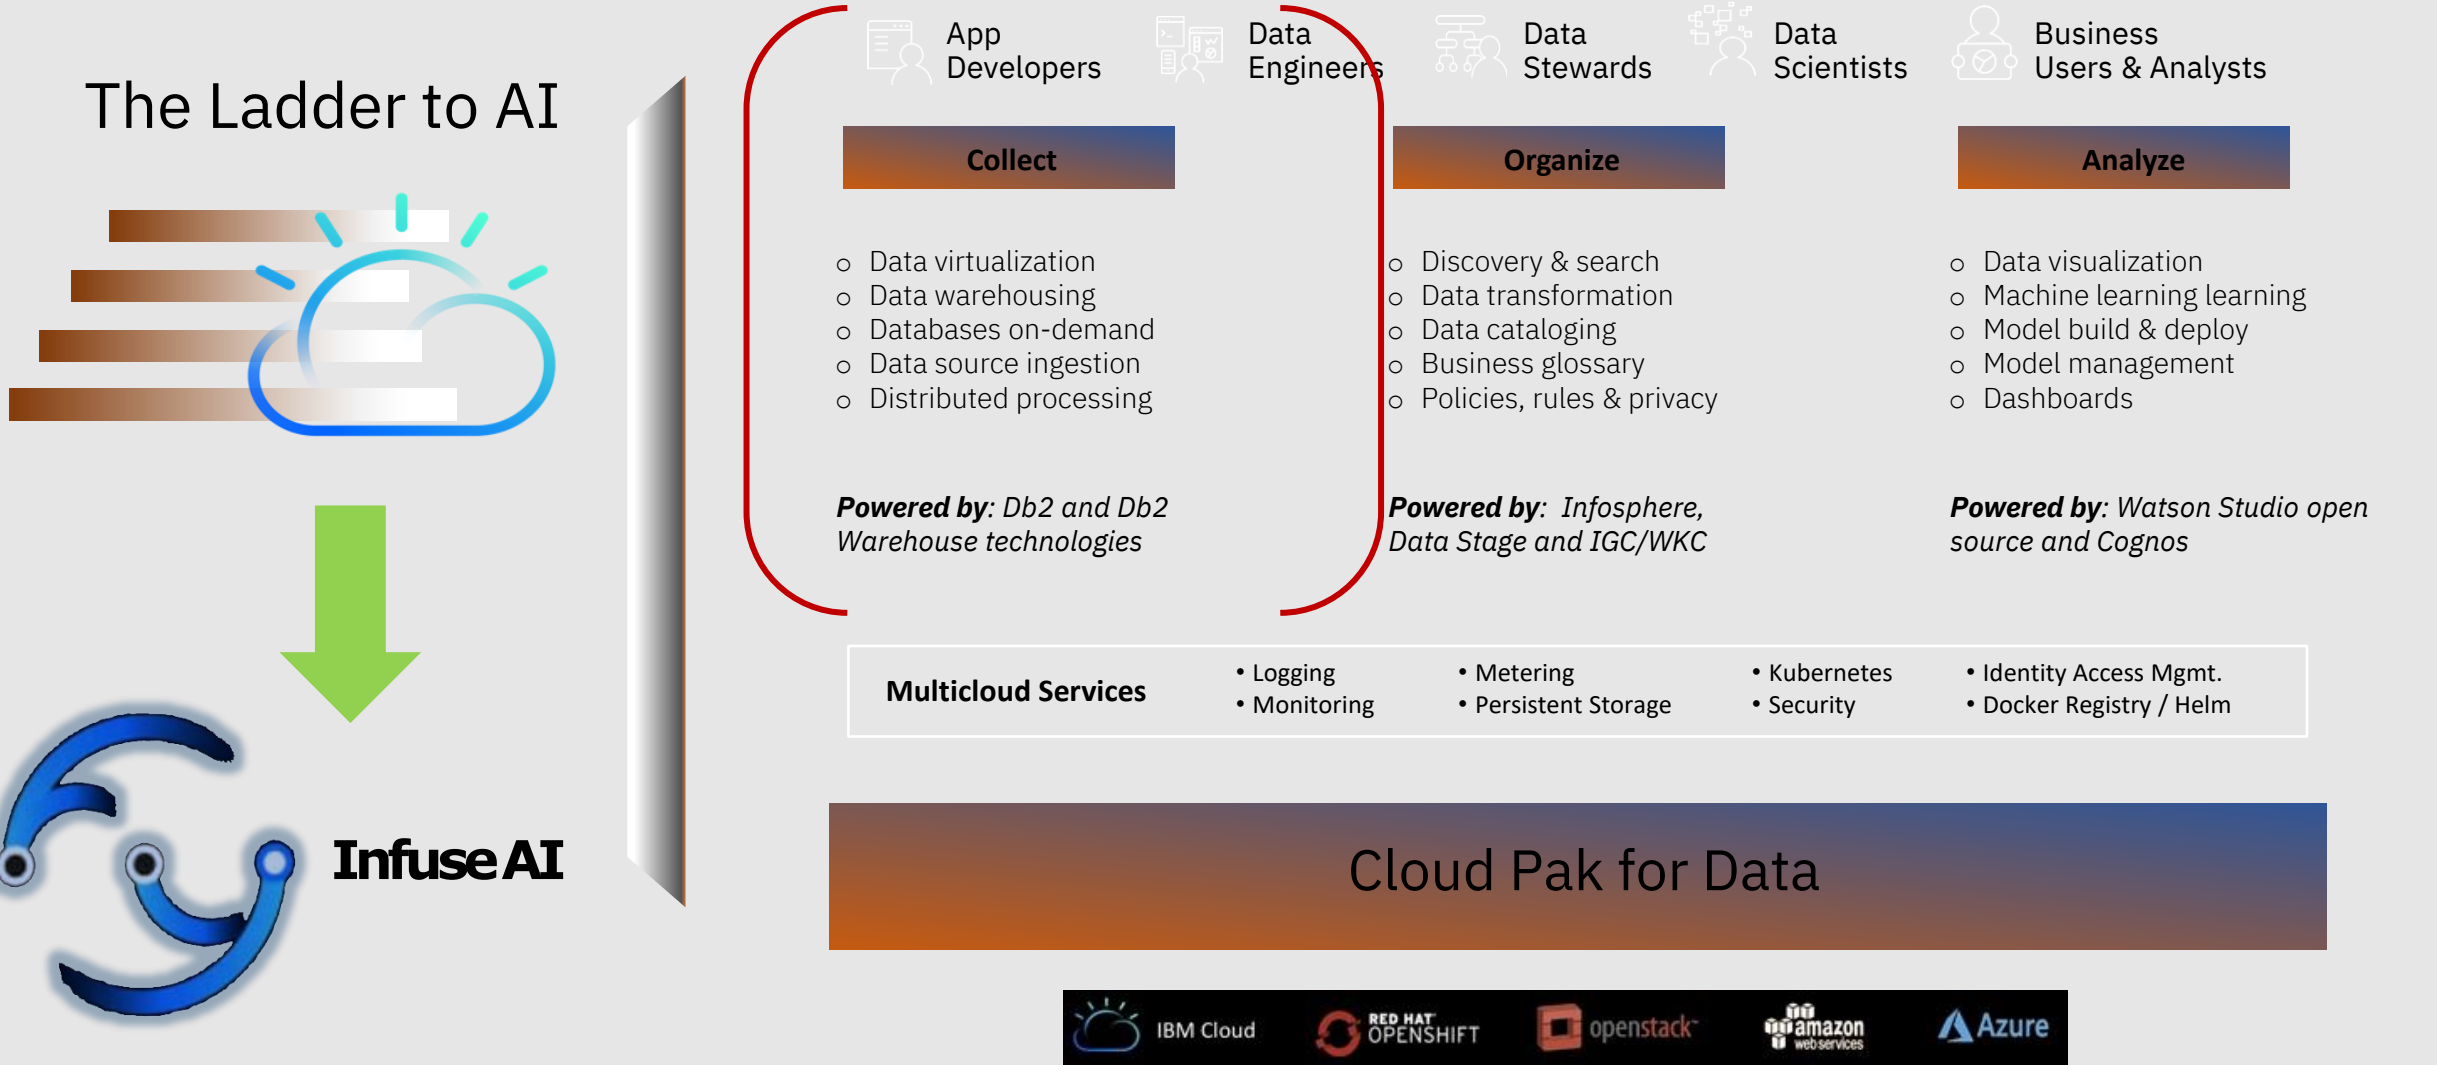 The Ladder to AI
App
Developers
Data
Engineers
Data
Stewards
Data
Scientists
Business
Users & Analysts
Collect
○ Data virtualization
○ Data warehousing
○ Databases on-demand
○ Data source ingestion
○ Distributed processing
Powered by: Db2 and Db2
Warehouse technologies
Organize
○ Discovery & search
○ Data transformation
○ Data cataloging
○ Business glossary
○ Policies, rules & privacy
Powered by: Infosphere,
Data Stage and IGC/WKC
Analyze
○ Data visualization
○ Machine learning learning
○ Model build & deploy
○ Model management
○ Dashboards
Powered by: Watson Studio open
source and Cognos
Infuse AI
Multicloud Services
• Logging
• Monitoring
• Metering
• Persistent Storage
• Kubernetes
• Security
• Identity Access Mgmt.
• Docker Registry / Helm
Cloud Pak for Data
IBM Cloud
RED HAT
OPENSHIFT
openstack
amazon
web services
Azure